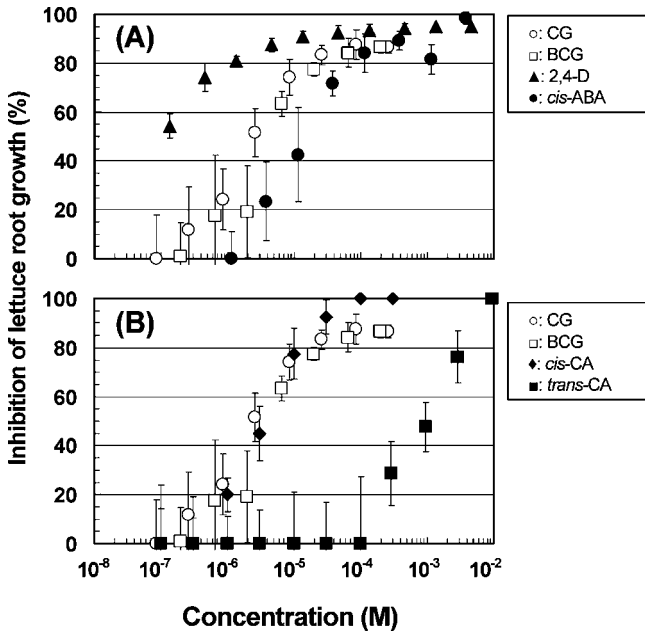 (A)
100
80
60
40
20
0
○: CG
□: BCG
▲: 2,4-D
●: cis-ABA
Inhibition of lettuce root growth (%)
(B)
100
80
60
40
20
0
○: CG
□: BCG
◆: cis-CA
■: trans-CA
10-8 10-7 10-6 10-5 10-4 10-3 10-2
Concentration (M)